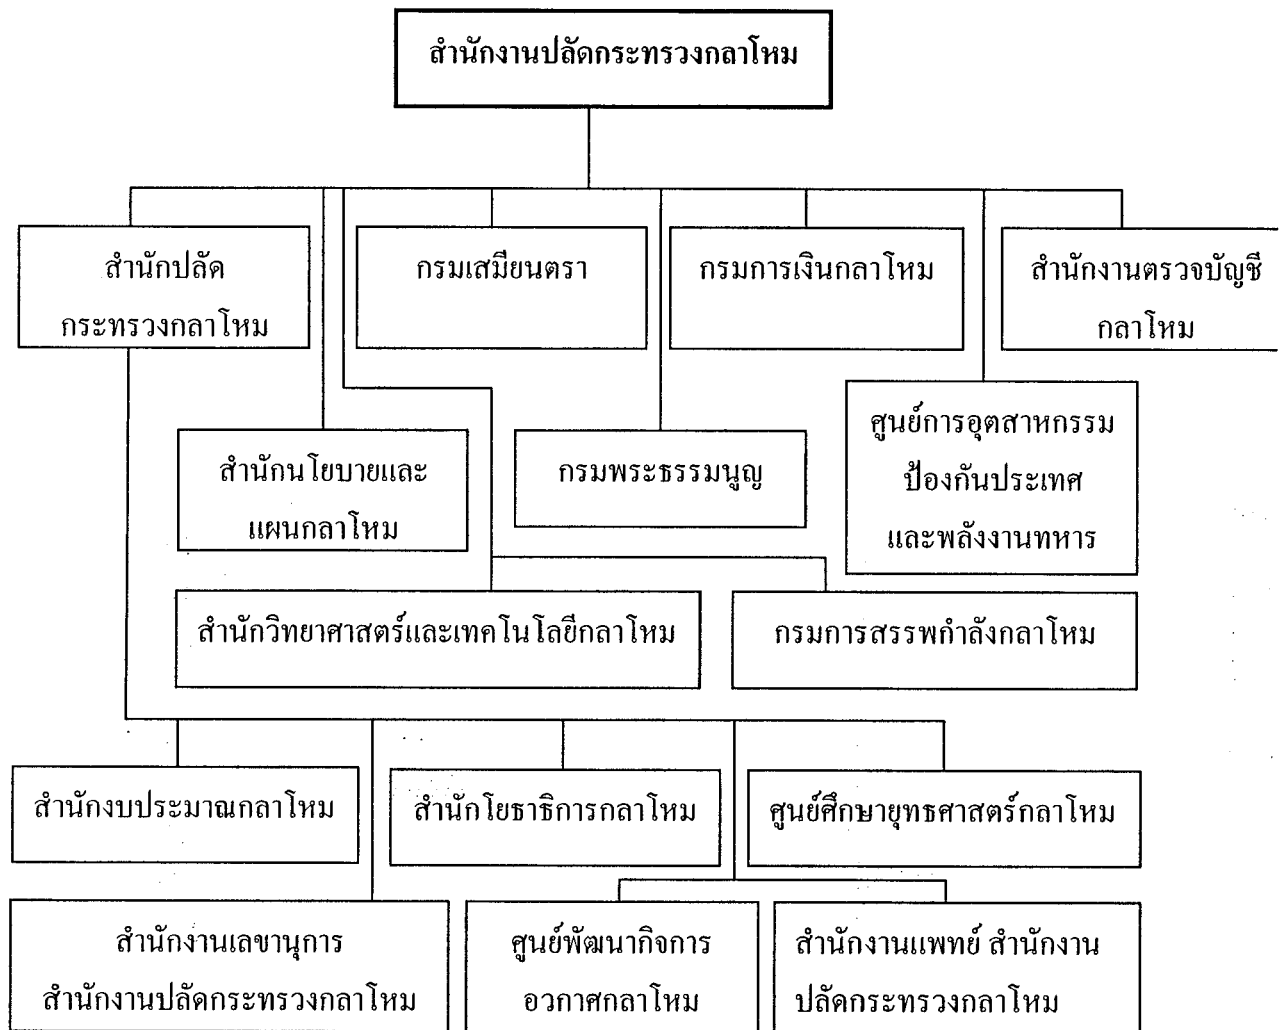 สำนักงานปลัดกระทรวงกลาโหม
สำนักปลัด
กระทรวงกลาโหม
กรมเสมียนตรา
กรมการเงินกลาโหม
สำนักงานตรวจบัญชี
กลาโหม
สำนักนโยบายและ
แผนกลาโหม
กรมพระธรรมนูญ
ศูนย์การอุตสาหกรรม
ป้องกันประเทศ
และพลังงานทหาร
สำนักวิทยาศาสตร์และเทคโนโลยีกลาโหม
กรมการสรรพกำลังกลาโหม
สำนักงบประมาณกลาโหม
สำนักโยธาธิการกลาโหม
ศูนย์ศึกษายุทธศาสตร์กลาโหม
สำนักงานเลขานุการ
สำนักงานปลัดกระทรวงกลาโหม
ศูนย์พัฒนากิจการ
อวกาศกลาโหม
สำนักงานแพทย์ สำนักงาน
ปลัดกระทรวงกลาโหม